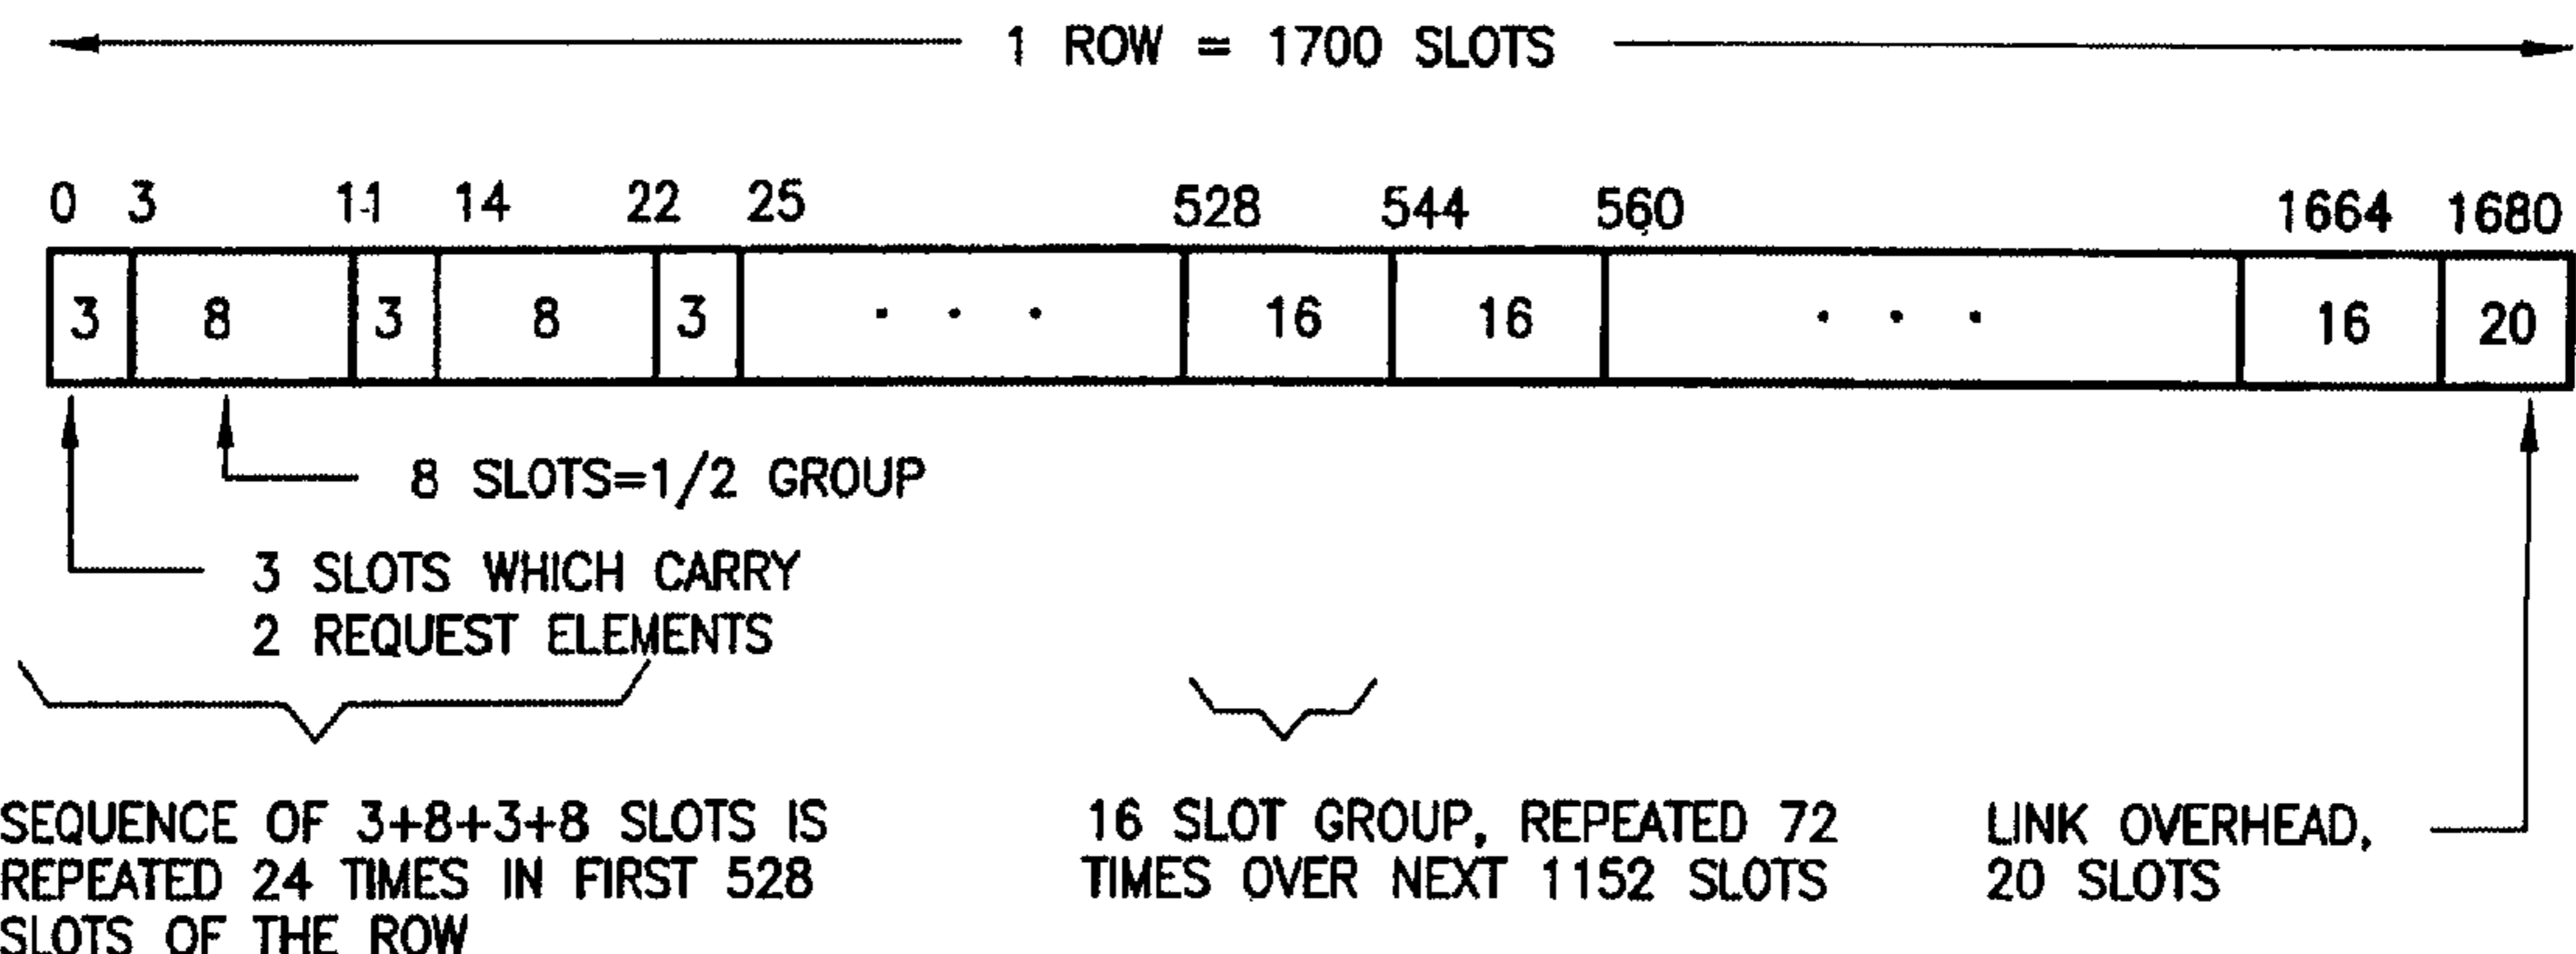 1 ROW = 1700 SLOTS
0 3 11 14 22 25 528 544 560 1664 1680
3 8 3 8 3 . . . 16 16 . . . 16 20
8 SLOTS=1/2 GROUP
3 SLOTS WHICH CARRY
2 REQUEST ELEMENTS
SEQUENCE OF 3+8+3+8 SLOTS IS
REPEATED 24 TIMES IN FIRST 528
SLOTS OF THE ROW
16 SLOT GROUP, REPEATED 72
TIMES OVER NEXT 1152 SLOTS
LINK OVERHEAD,
20 SLOTS